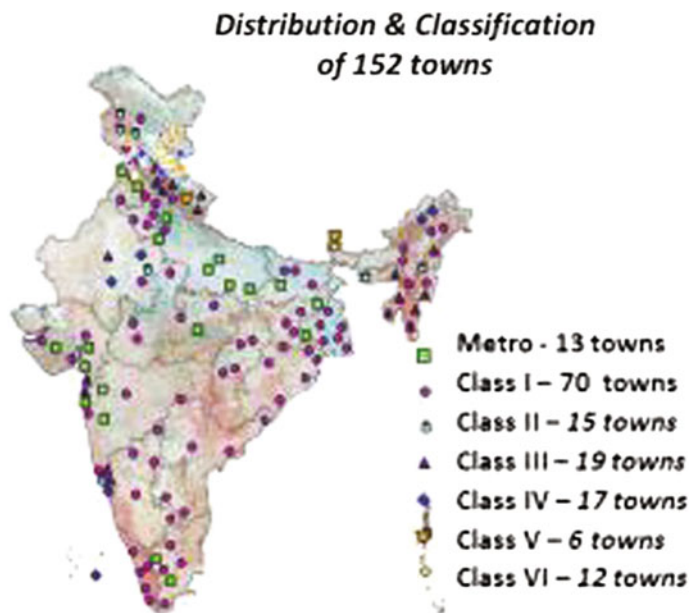 Distribution & Classification
of 152 towns
Metro - 13 towns
Class I – 70 towns
Class II – 15 towns
Class III – 19 towns
Class IV – 17 towns
Class V – 6 towns
Class VI – 12 towns